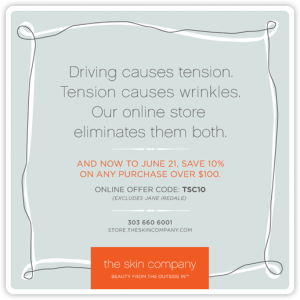 Driving causes tension.
Tension causes wrinkles.
Our online store
eliminates them both.
AND NOW TO JUNE 21, SAVE 10%
ON ANY PURCHASE OVER $100.
ONLINE OFFER CODE: TSC10
(EXCLUDES JANE IREDALE)
303 660 6001
STORE.THESKINCOMPANY.COM
the skin company
BEAUTY FROM THE OUTSIDE IN™